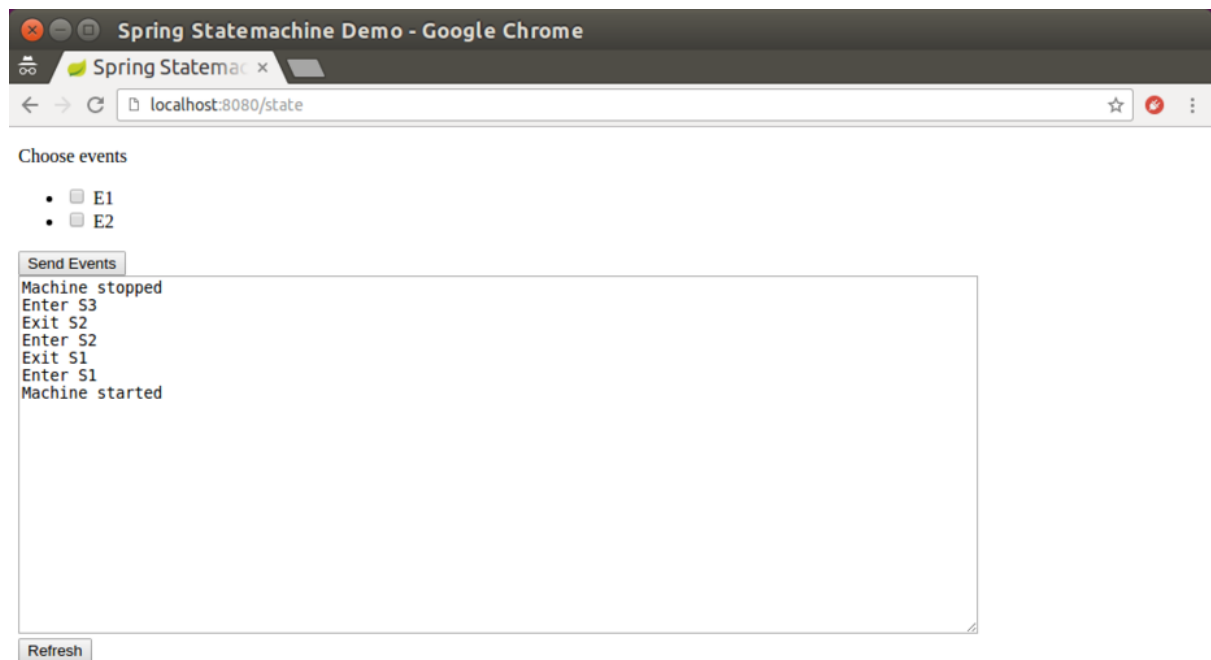 Spring Statemachine Demo - Google Chrome
Spring Statemac
localhost:8080/state
Choose events
E1
E2
Send Events
Machine stopped
Enter S3
Exit S2
Enter S2
Exit S1
Enter S1
Machine started
Refresh